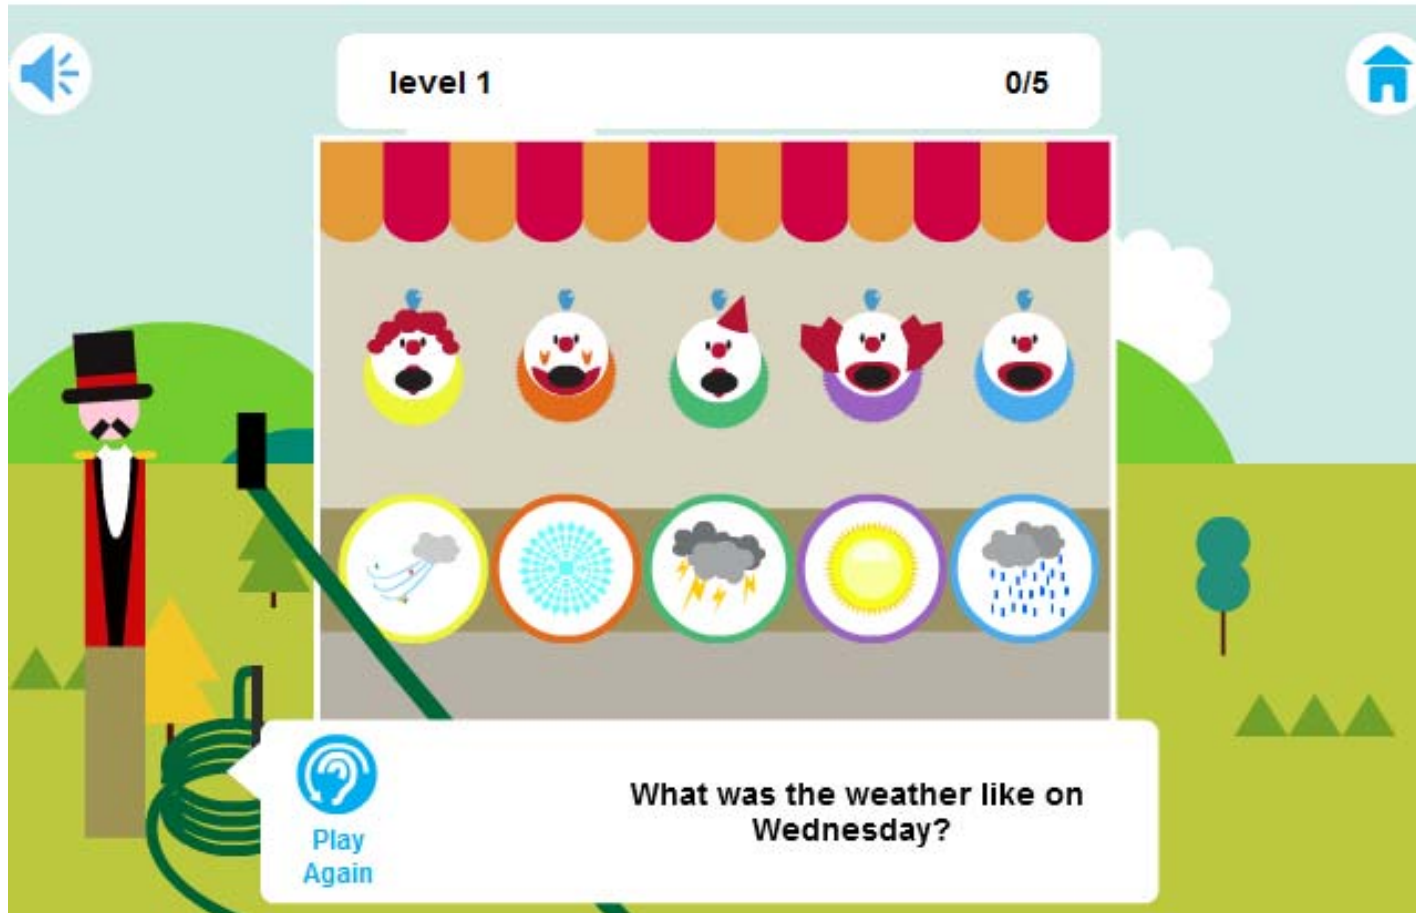 level 1
0/5
Play
Again
What was the weather like on
Wednesday?